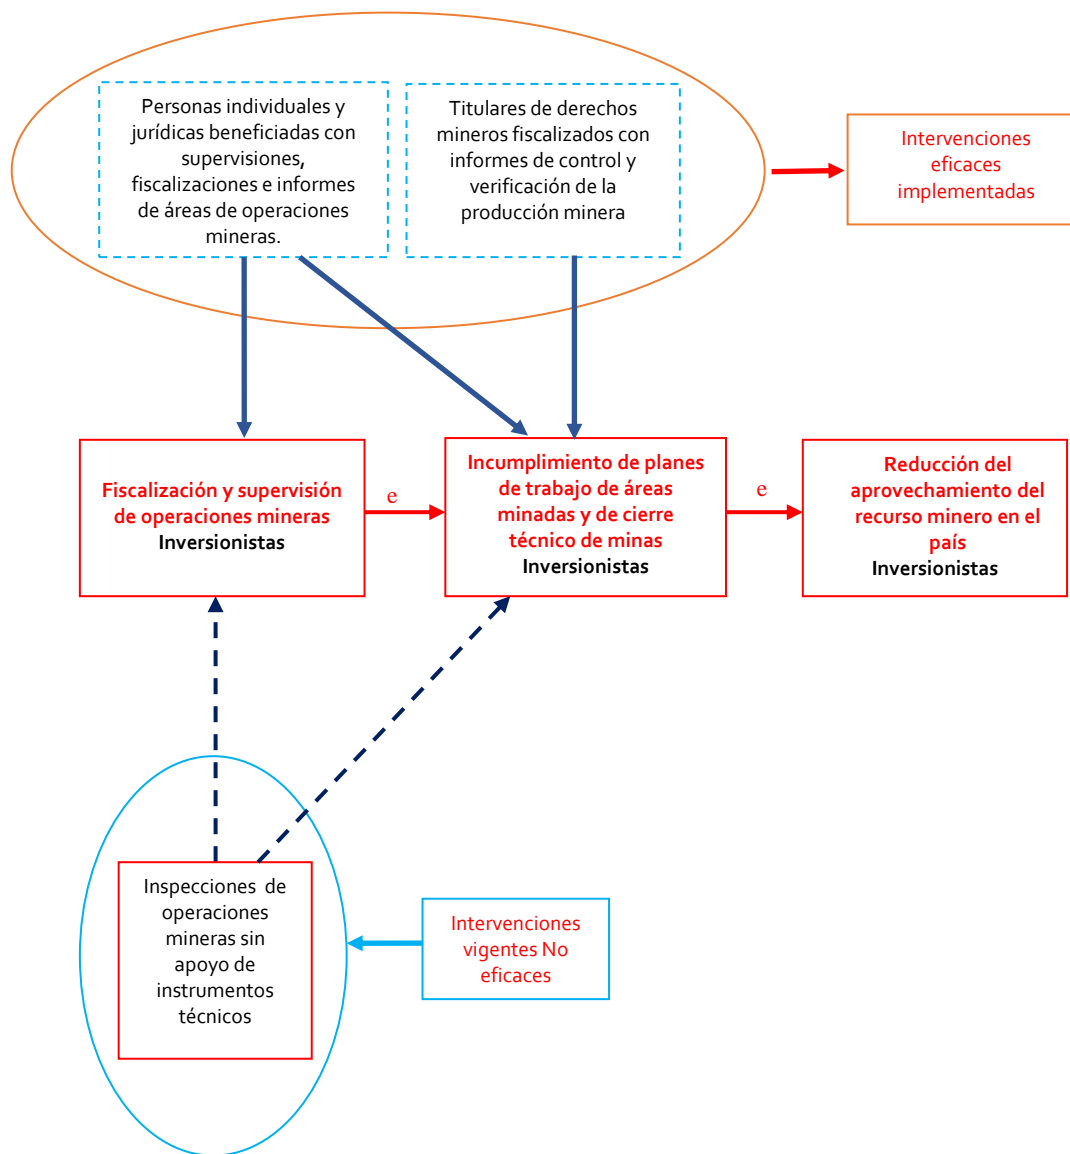 Personas individuales y
jurídicas beneficiadas con
supervisiones,
fiscalizaciones e informes
de áreas de operaciones
mineras.
Titulares de derechos
mineros fiscalizados con
informes de control y
verificación de la
producción minera
Intervenciones
eficaces
implementadas
Fiscalización y supervisión
de operaciones mineras
Inversionistas
e
Incumplimiento de planes
de trabajo de áreas
minadas y de cierre
técnico de minas
Inversionistas
e
Reducción del
aprovechamiento del
recurso minero en el
país
Inversionistas
Inspecciones de
operaciones
mineras sin
apoyo de
instrumentos
técnicos
Intervenciones
vigentes No
eficaces